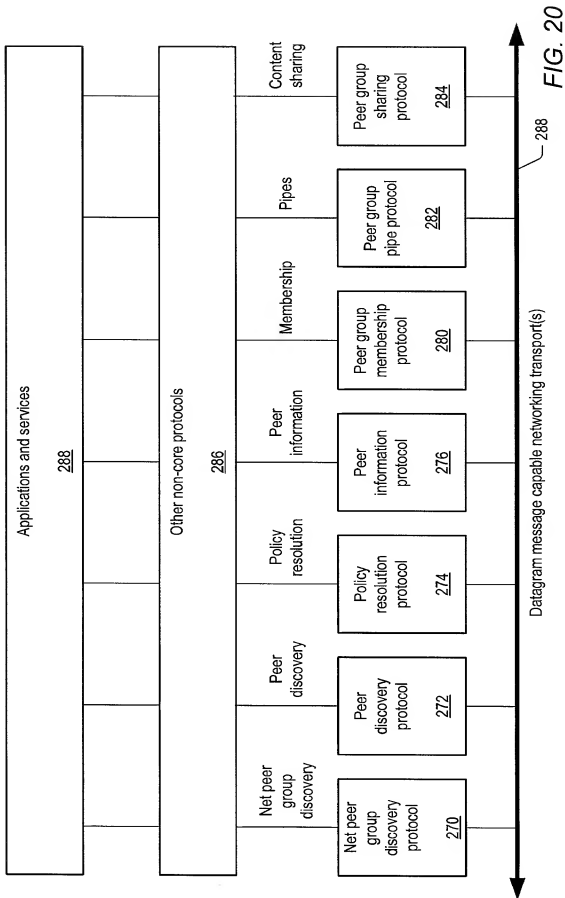 Applications and services
288
Other non-core protocols
286
Net peer
group
discovery
Peer
discovery
Policy
resolution
Peer
information
Membership
Pipes
Content
sharing
Net peer
group discovery
protocol
270
Peer
discovery
protocol
272
Policy
resolution
protocol
274
Peer
information
protocol
276
Peer group
membership
protocol
280
Peer group
pipe protocol
282
Peer group
sharing
protocol
284
288
Datagram message capable networking transport(s)
FIG. 20